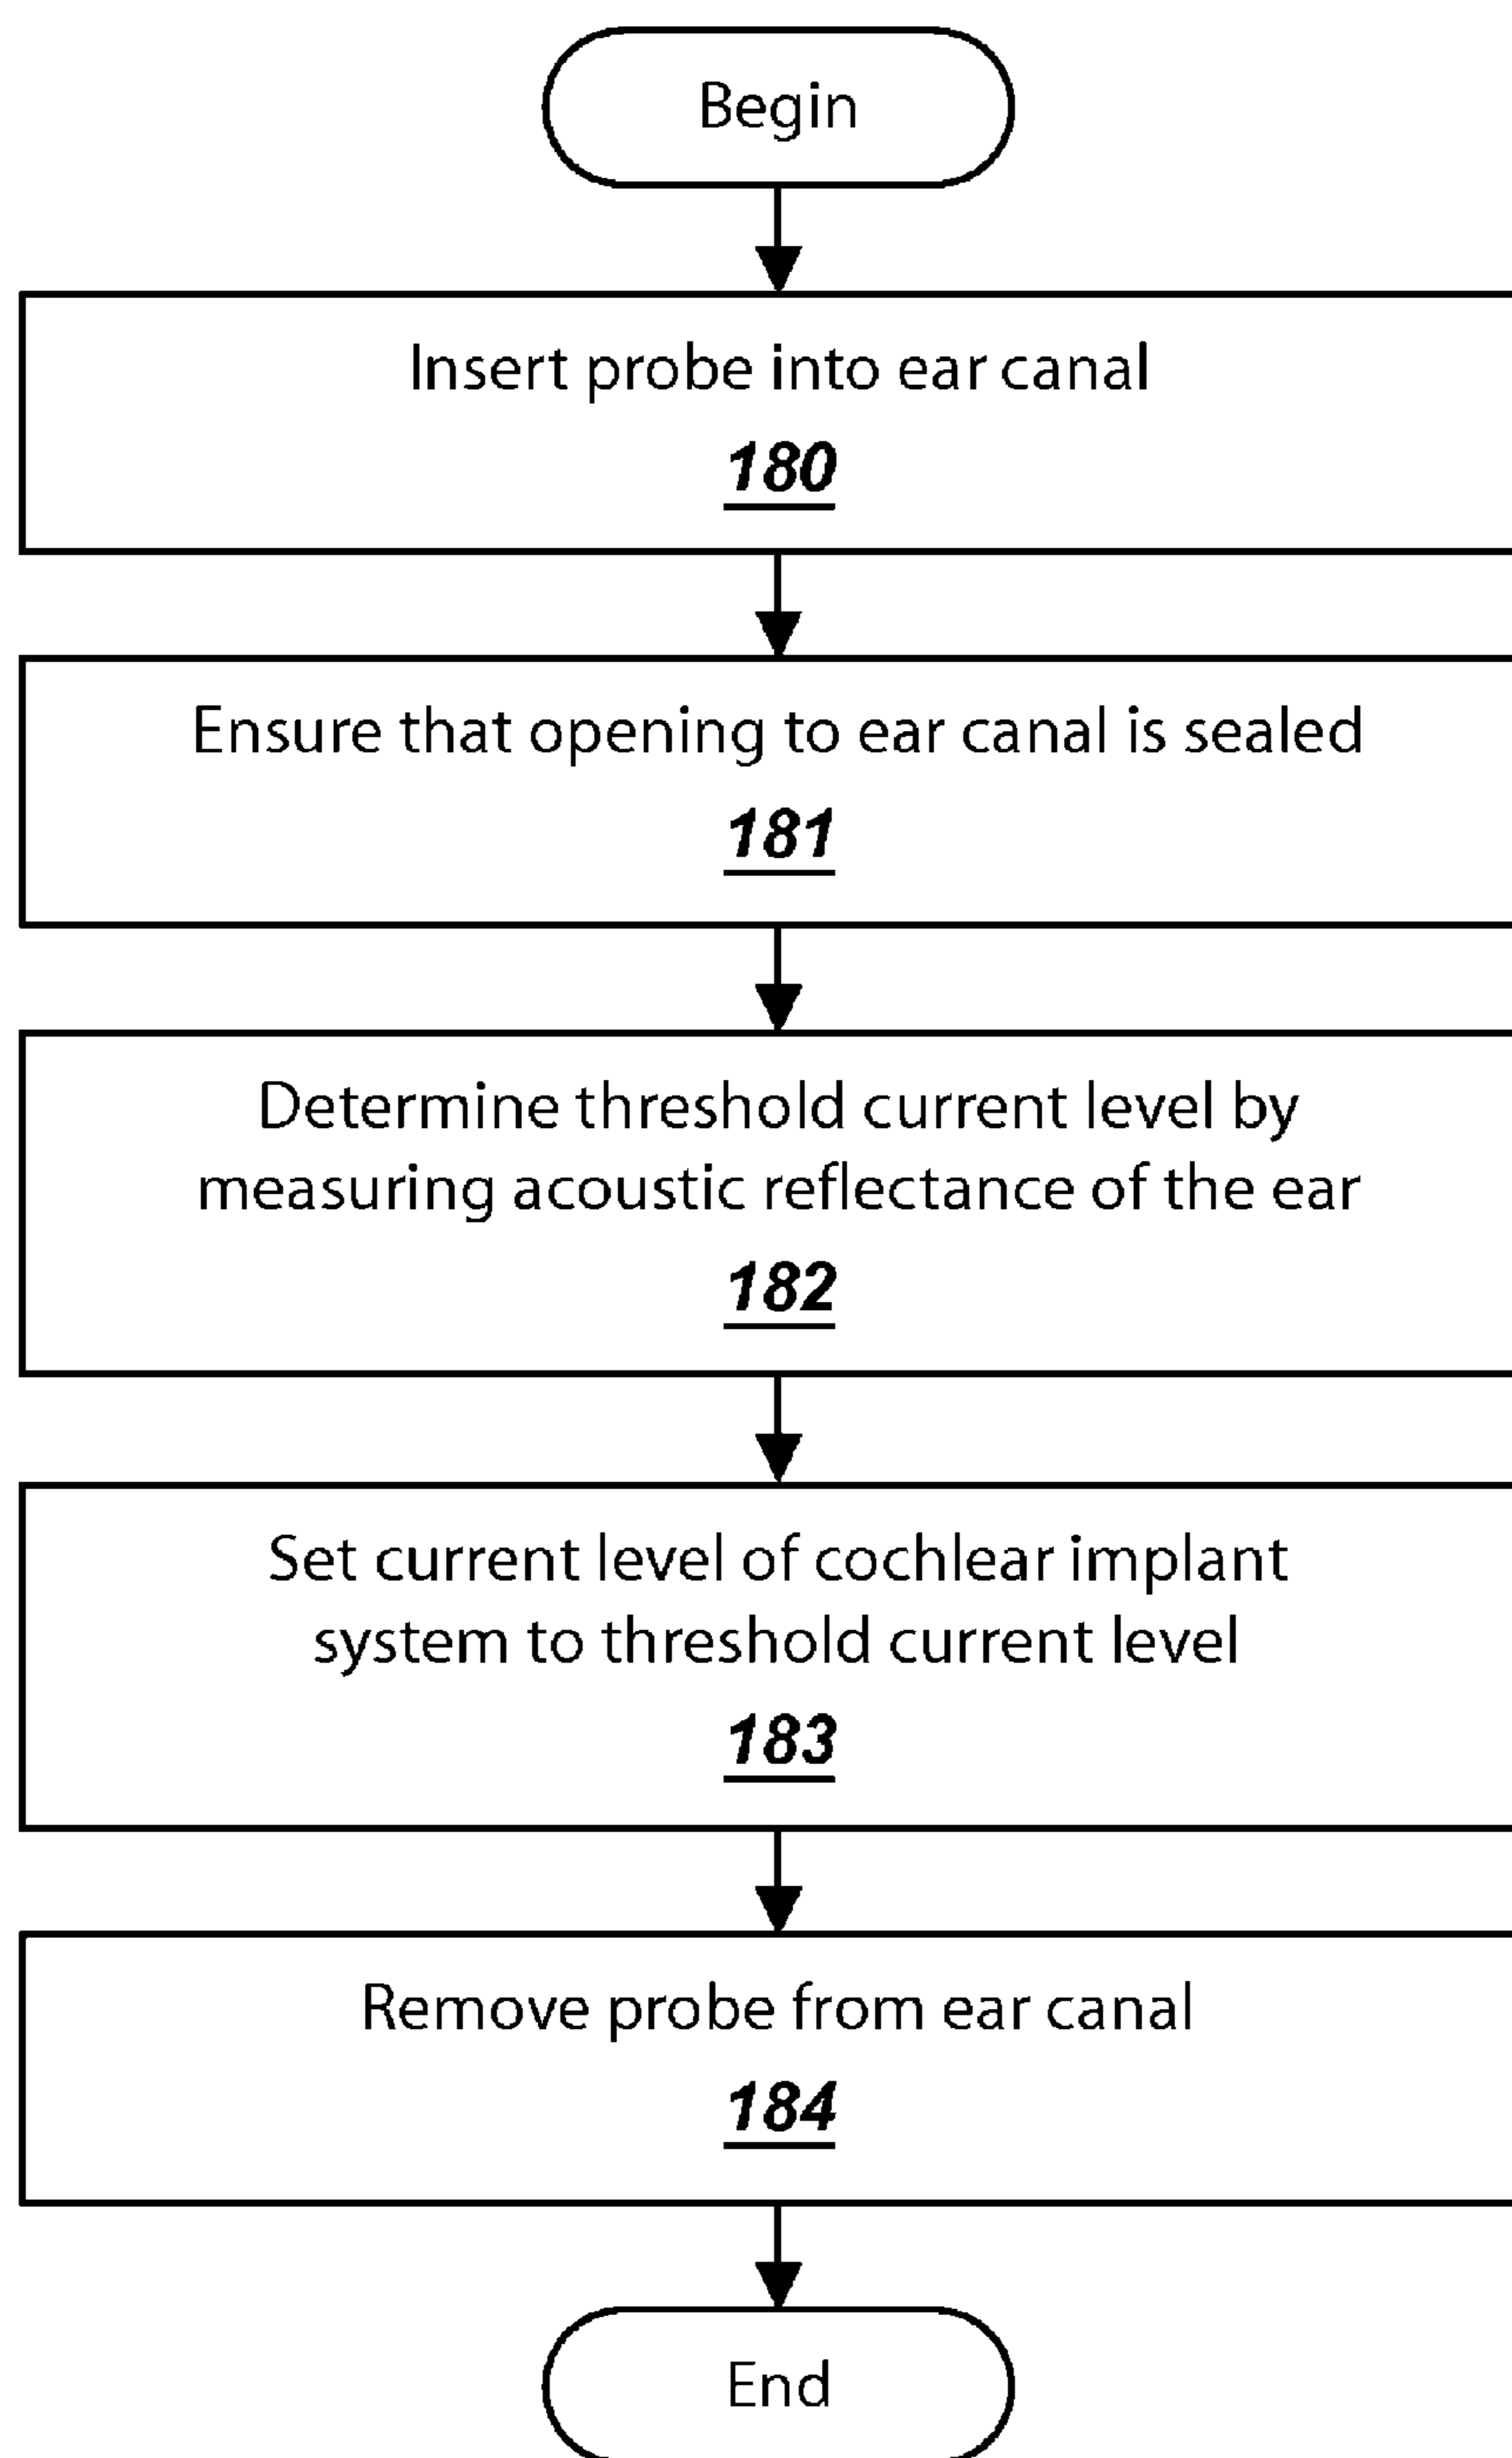 Begin
Insert probe into ear canal
180
Ensure that opening to ear canal is sealed
181
Determine threshold current level by
measuring acoustic reflectance of the ear
182
Set current level of cochlear implant
system to threshold current level
183
Remove probe from ear canal
184
End